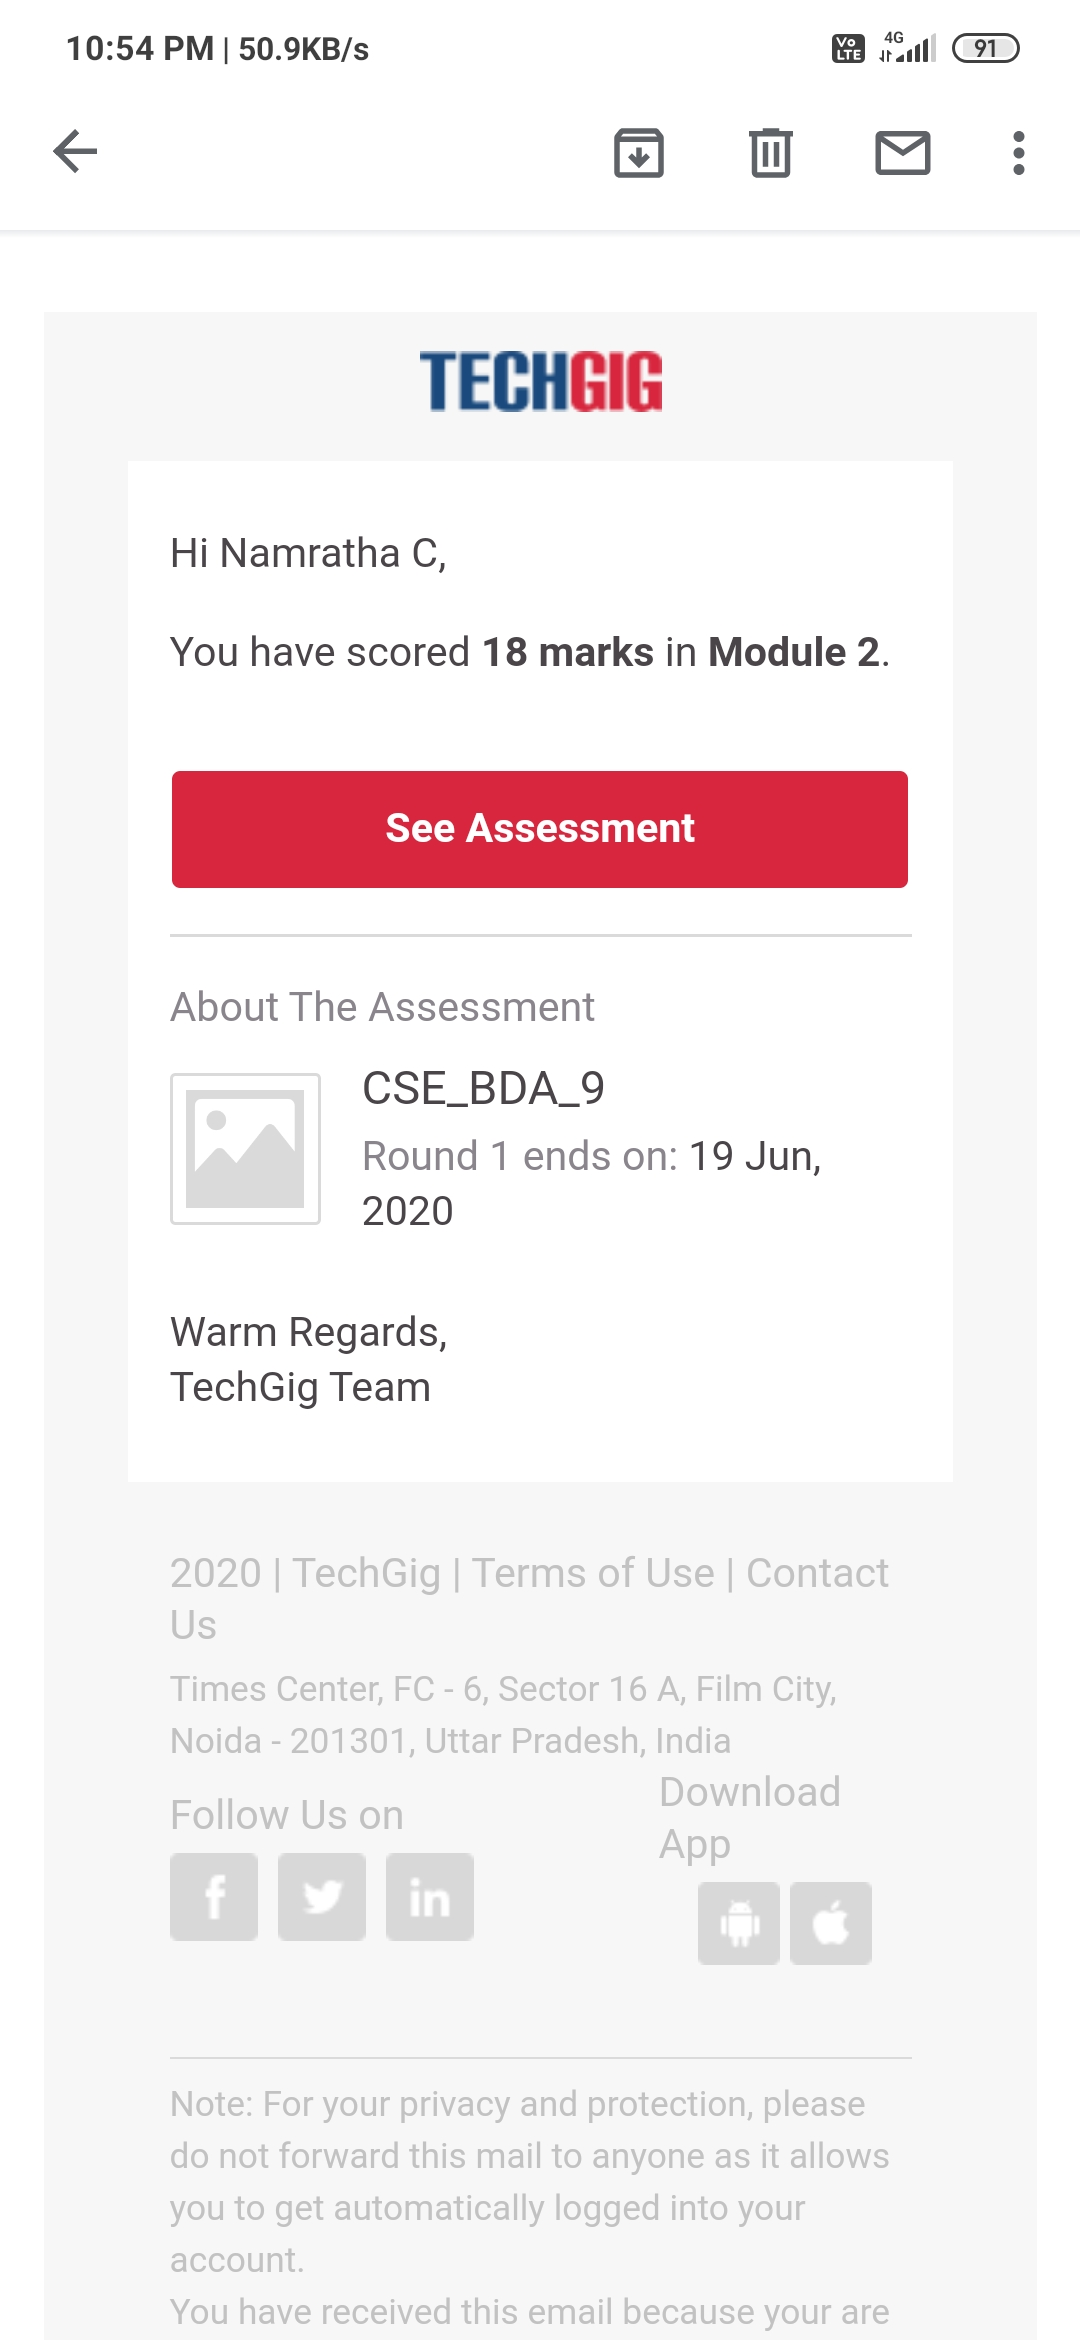 10:54 PM | 50.9KB/s
Vo LTE 4G 91
TECHGIG
Hi Namratha C,
You have scored 18 marks in Module 2.
See Assessment
About The Assessment
CSE_BDA_9
Round 1 ends on: 19 Jun,
2020
Warm Regards,
TechGig Team
2020 | TechGig | Terms of Use | Contact
Us
Times Center, FC - 6, Sector 16 A, Film City,
Noida - 201301, Uttar Pradesh, India
Follow Us on
Download
App
f in
Note: For your privacy and protection, please
do not forward this mail to anyone as it allows
you to get automatically logged into your
account.
You have received this email because your are